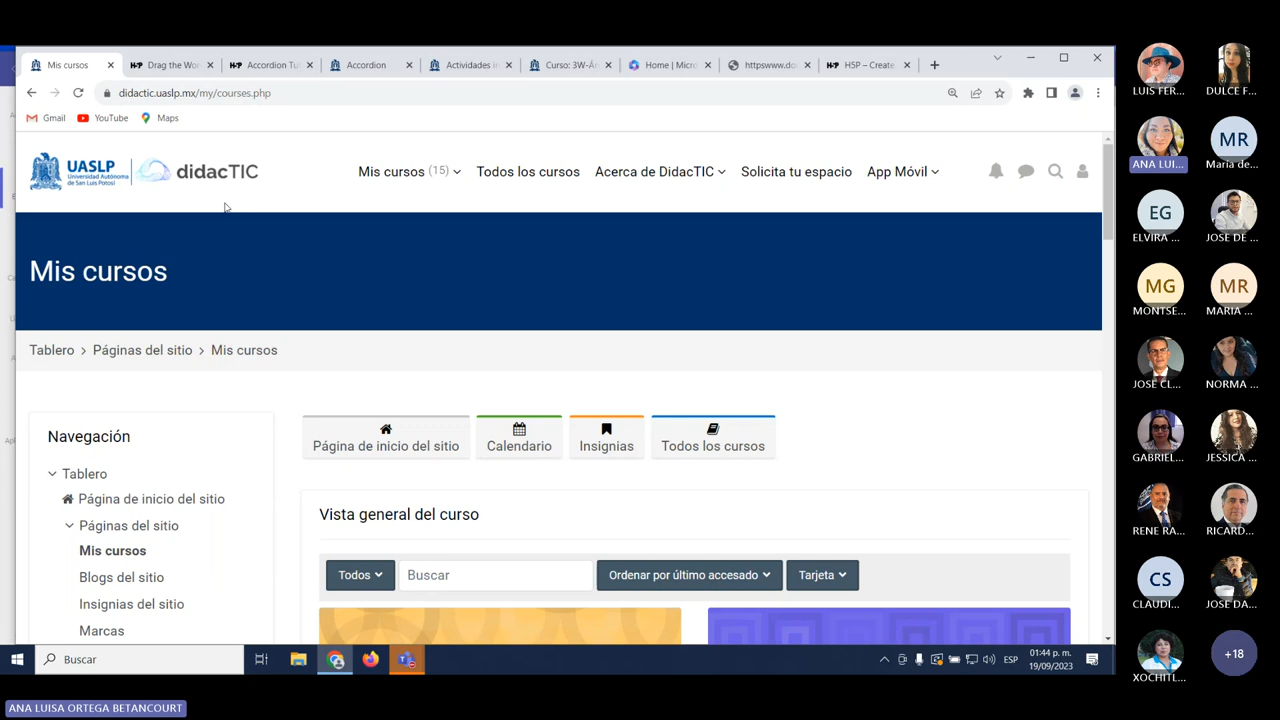 Mis cursos
H5P Drag the Wo
H5P Accordion Tu
Accordion
Actividades in
Curso: 3W-Án
Home | Micro
httpswww.do
H5P H5P – Create
didactic.uaslp.mx/my/courses.php
Gmail YouTube Maps
UASLP
Universidad Autónoma
de San Luis Potosí
didacTIC
Mis cursos (15) Todos los cursos Acerca de DidacTIC Solicita tu espacio App Móvil
Mis cursos
Tablero > Páginas del sitio > Mis cursos
Navegación
Tablero
Página de inicio del sitio
Páginas del sitio
Mis cursos
Blogs del sitio
Insignias del sitio
Marcas
Página de inicio del sitio Calendario Insignias Todos los cursos
Vista general del curso
Todos Buscar Ordenar por último accesado Tarjeta
Buscar
ESP
01:44 p. m.
19/09/2023
LUIS FER...
DULCE F...
ANA LUI...
MR
Maria de...
EG
ELVIRA ...
JOSE DE ...
MG
MONTSE...
MR
MARIA ...
JOSE CL...
NORMA ...
GABRIEL...
JESSICA ...
RENE RA...
RICARD...
CS
CLAUDI...
JOSE DA...
XOCHITL...
+18
ANA LUISA ORTEGA BETANCOURT